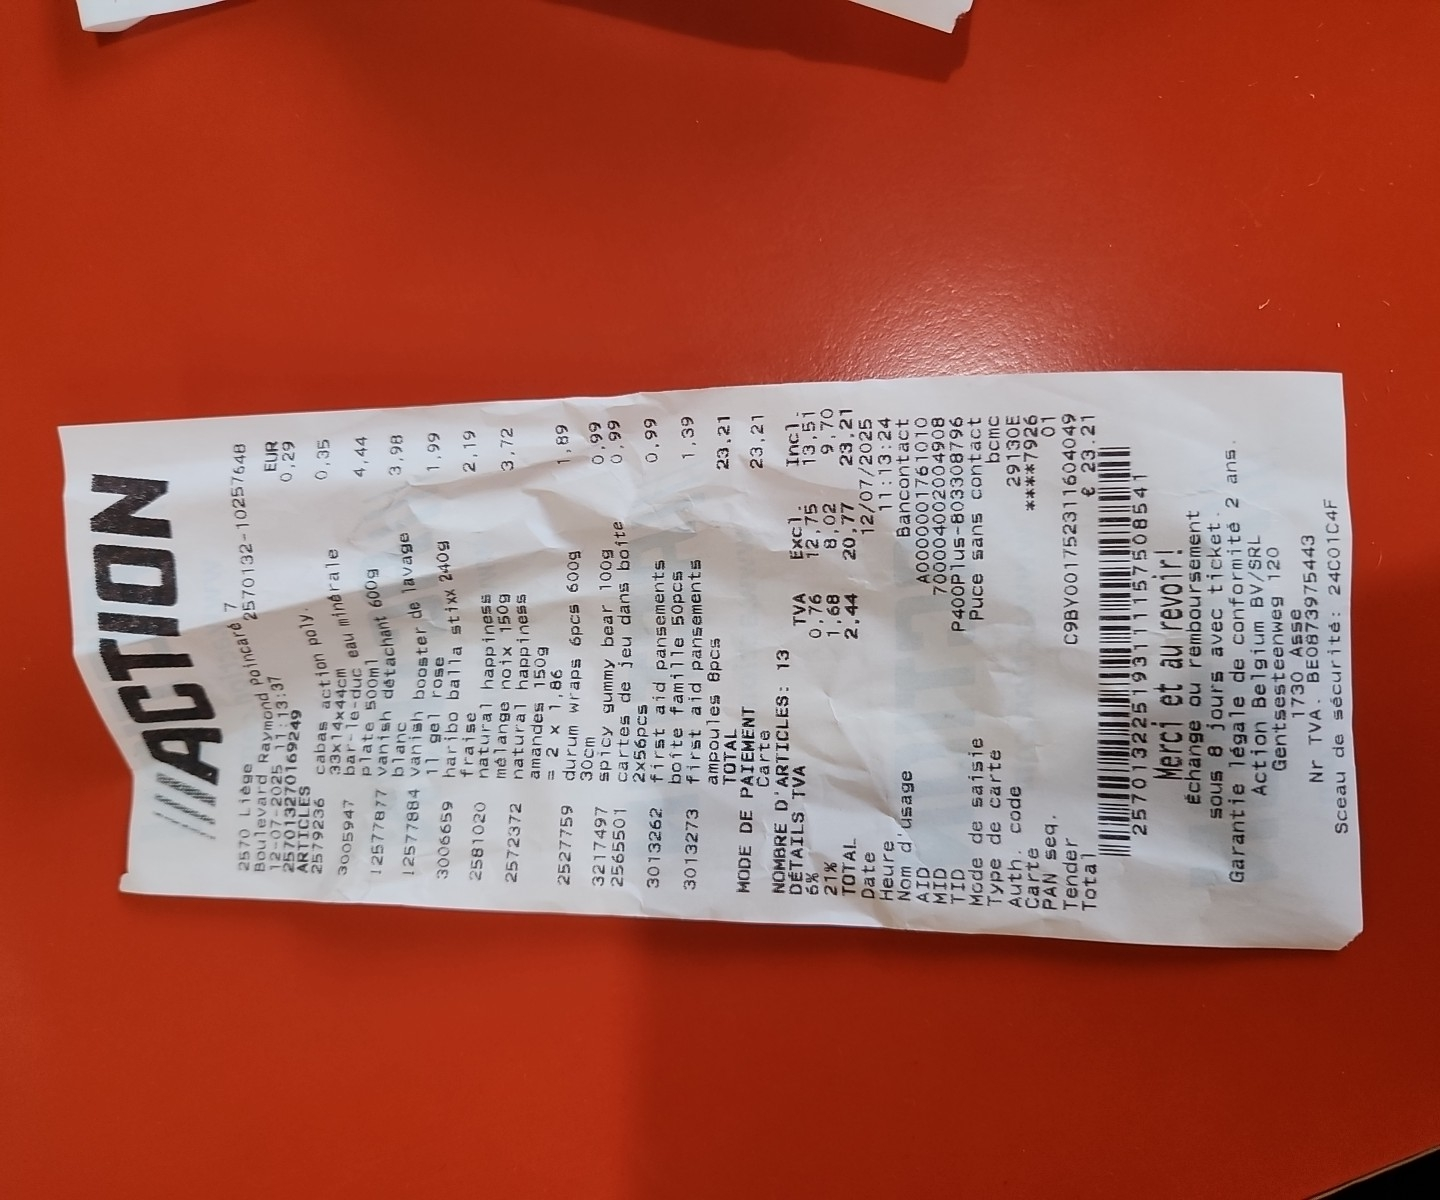 ///ACTION
2570 Liège
Boulevard Raymond poincaré 7
12-07-2025 11:13:37 2570132-10257648
257013270169249
ARTICLES EUR
2579236 cabas action poly. 0,29
33x14x44cm
3005947 bar-le-duc eau minérale 0,35
plate 500ml
12577877 vanish détachant 600g 4,44
blanc
12577884 vanish booster de lavage 3,98
1l gel rose
3006659 haribo balla stixx 240g 1,99
fraise
2581020 natural happiness 2,19
mélange noix 150g
2572372 natural happiness 3,72
amandes 150g
= 2 x 1,86
2527759 durum wraps 6pcs 600g 1,89
30cm
3217497 spicy gummy bear 100g 0,99
2565501 cartes de jeu dans boîte 0,99
2x56pcs
3013262 first aid pansements 0,99
boîte famille 50pcs
3013273 first aid pansements 1,39
ampoules 8pcs
TOTAL 23.21
MODE DE PAIEMENT
Carte 23,21
NOMBRE D'ARTICLES: 13
DÉTAILS TVA TVA Excl. Incl.
6% 0,76 12,75 13,51
21% 1,68 8,02 9,70
TOTAL 2.44 20,77 23,21
Date 12/07/2025
Heure 11:13:24
Nom d'usage Bancontact
AID A0000001761010
MID 700004002004908
TID P400Plus-803308796
Mode de saisie Puce sans contact
Type de carte bcmc
Auth. code 29130E
Carte ****7926
PAN seq. 01
Tender C9BY001752311604049
Total € 23.21
2570132251931111575508541
Merci et au revoir!
Échange ou remboursement
sous 8 jours avec ticket.
Garantie légale de conformité 2 ans.
Action Belgium BV/SRL
Gentsesteenweg 120
1730 Asse
Nr TVA. BE0873975443
Sceau de sécurité: 24C01C4F